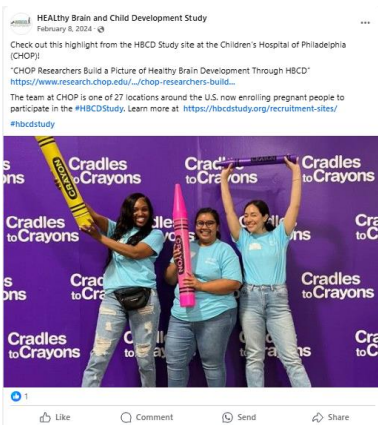 HEALthy Brain and Child Development Study
February 8, 2024
Check out this highlight from the HBCD Study site at the Children's Hospital of Philadelphia
(CHOP)!
"CHOP Researchers Build a Picture of Healthy Brain Development Through HBCD"
https://www.research.chop.edu/.../chop-researchers-build...
The team at CHOP is one of 27 locations around the U.S. now enrolling pregnant people to
participate in the #HBCDStudy. Learn more at https://hbcdstudy.org/recruitment-sites/
#hbcdstudy
CRAYON
Cradles
to Crayons
Cradles
to Crayons
Cradles
to Crayons
ons
CRAYON
Cradles
to Crayons
Cradles
to Crayons
Cradles
to Crayons
1
Like
Comment
Send
Share